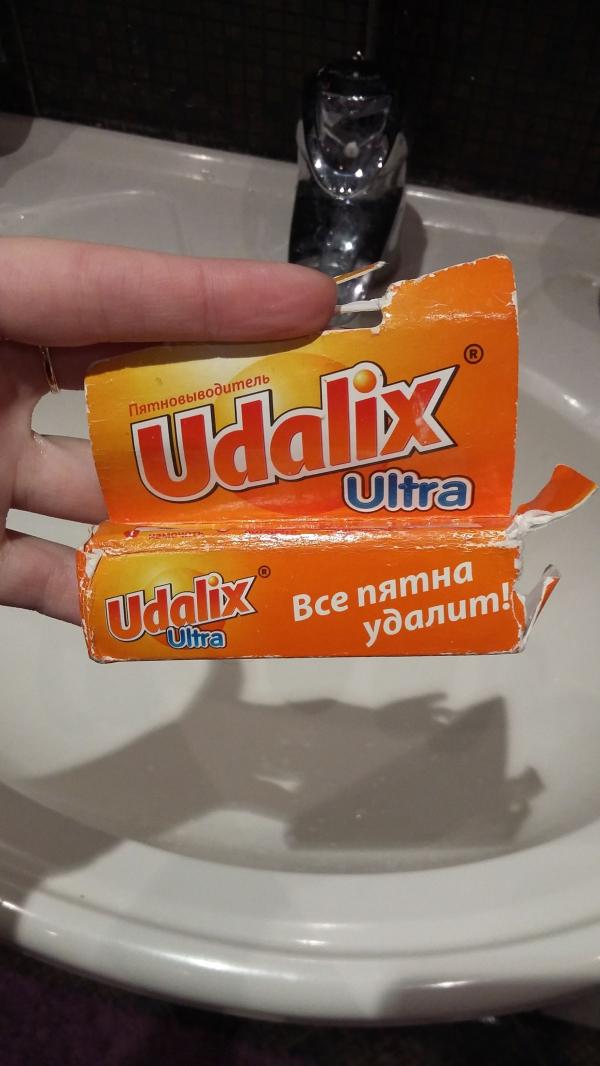 Пятновыводитель
Udalix ®
Ultra
Udalix ®
Ultra
Все пятна
удалит!